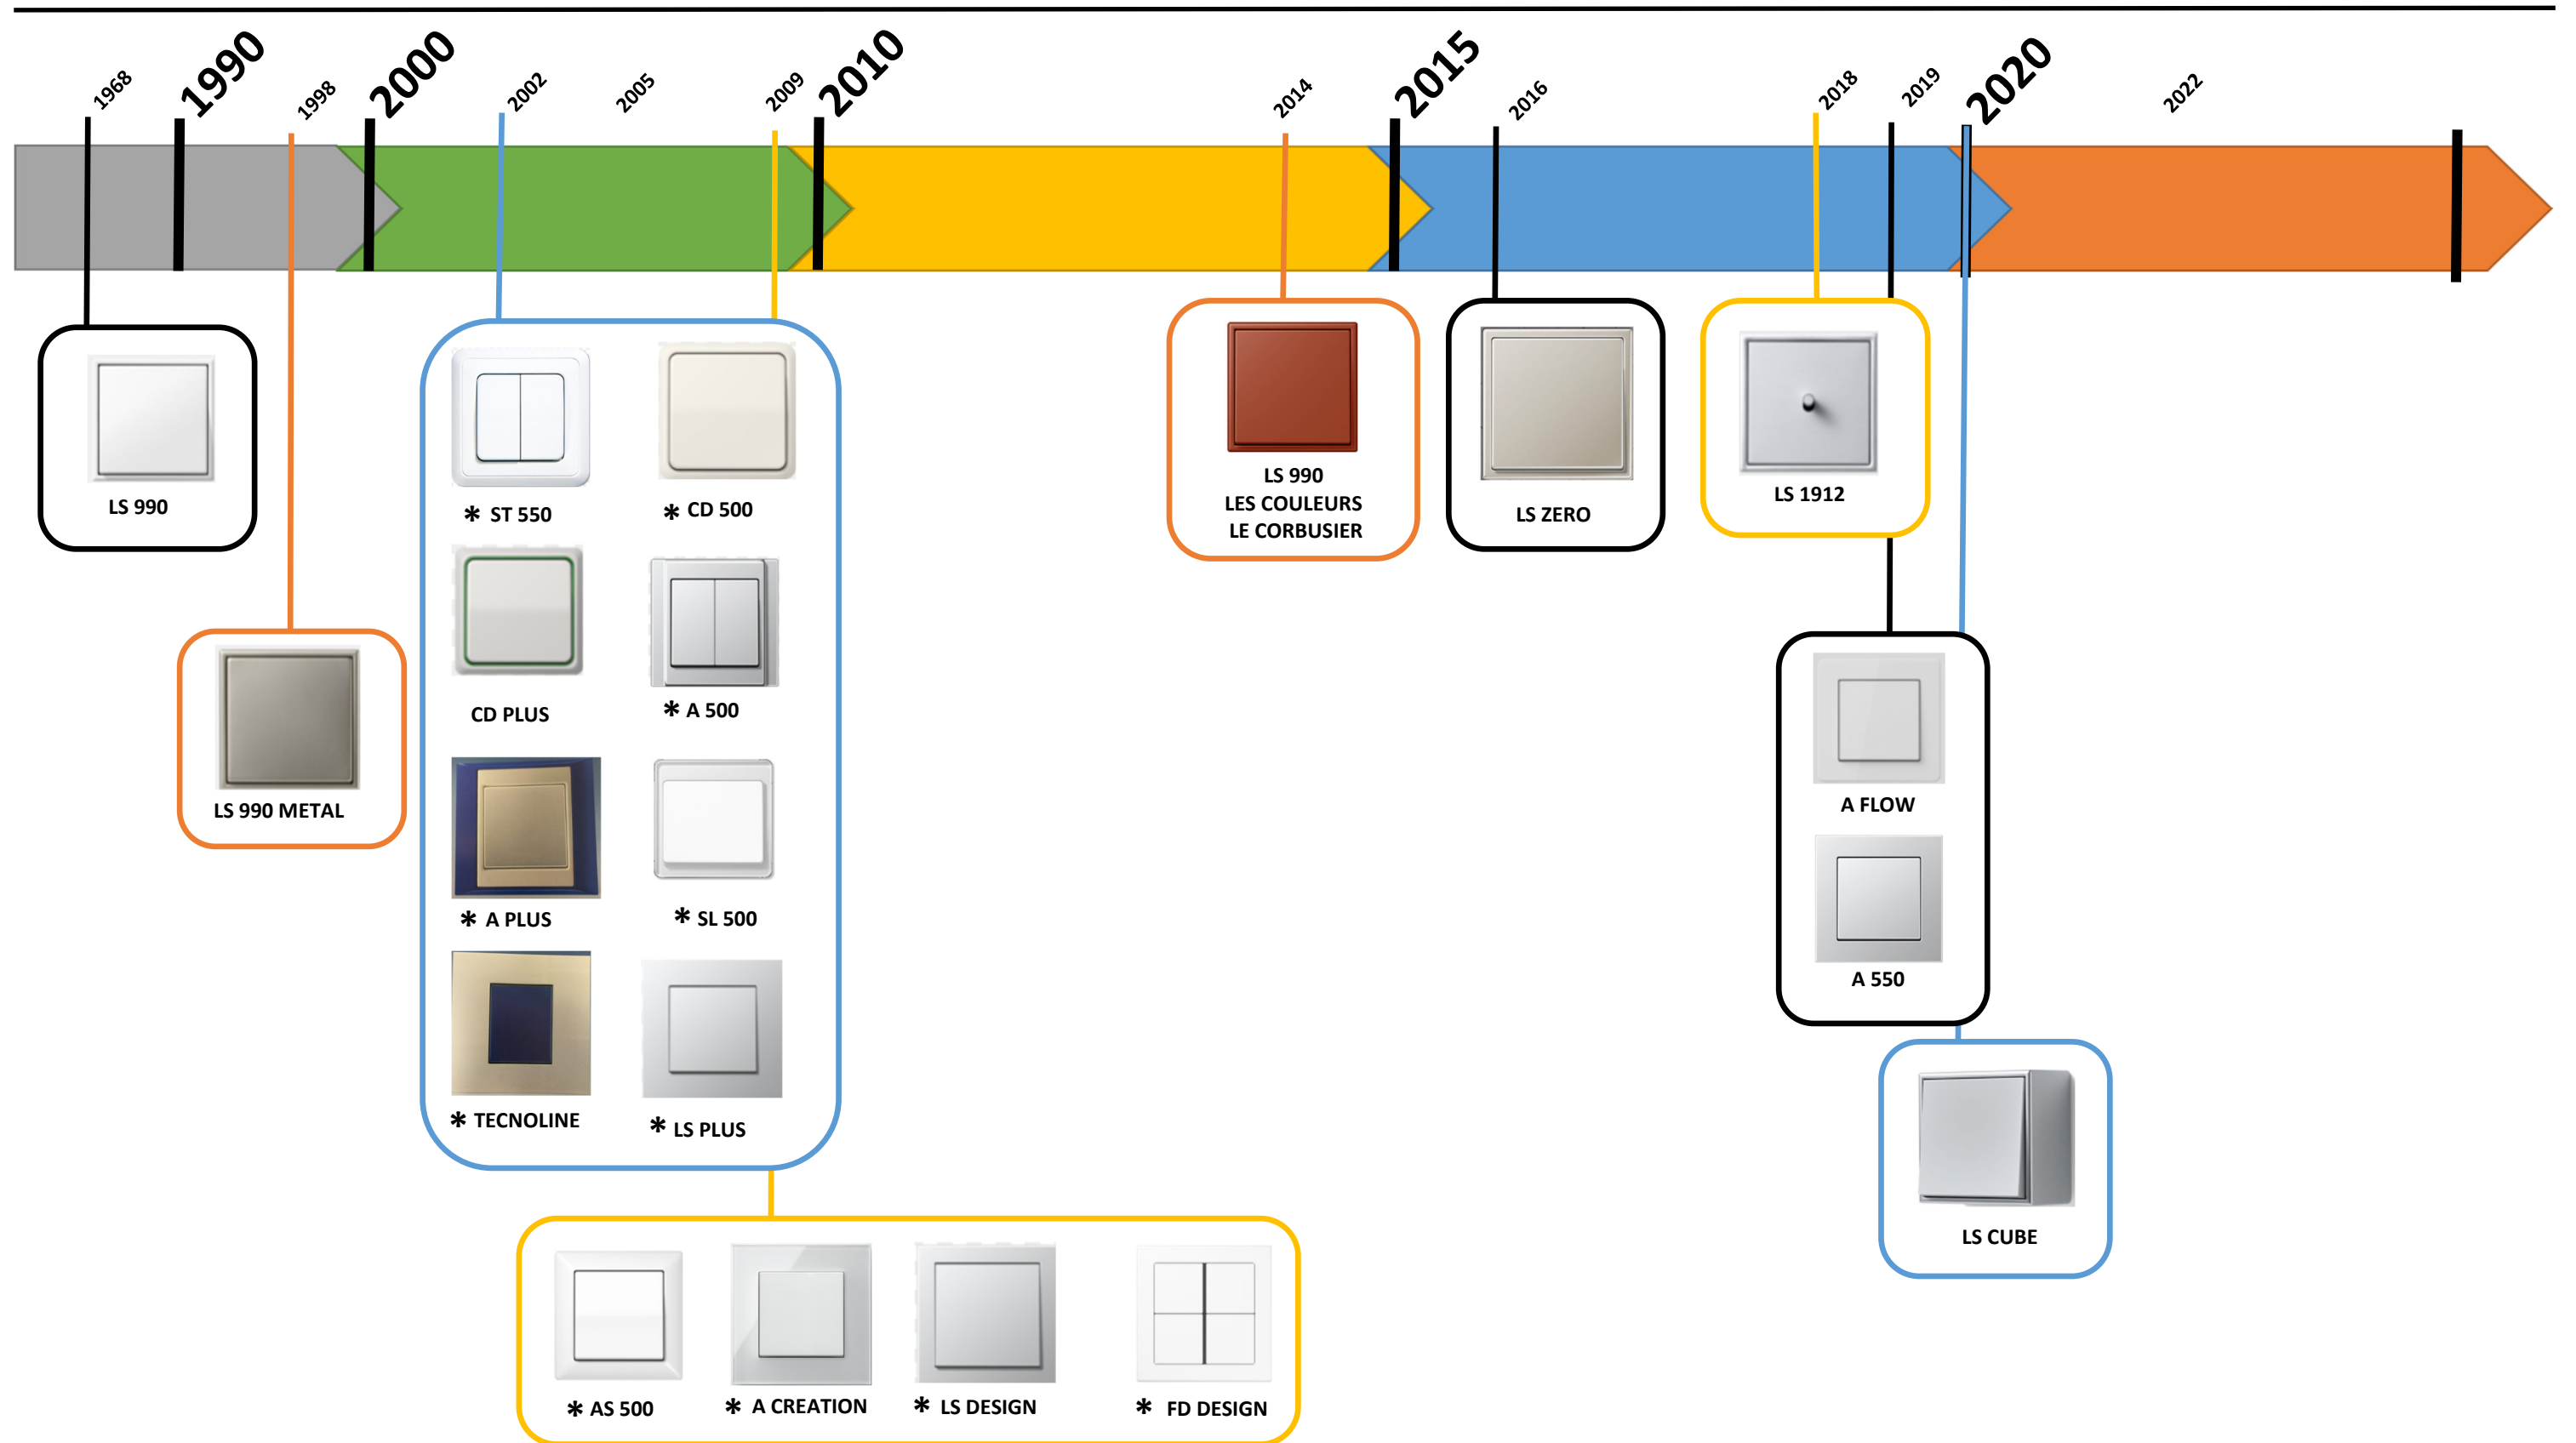 1968
1990
1998
2000
2002
2005
2009
2010
2014
2015
2016
2018
2019
2020
2022
LS 990
LS 990 METAL
* ST 550
* CD 500
CD PLUS
* A 500
* A PLUS
* SL 500
* TECNOLINE
* LS PLUS
* AS 500
* A CREATION
* LS DESIGN
* FD DESIGN
LS 990
LES COULEURS
LE CORBUSIER
LS ZERO
LS 1912
A FLOW
A 550
LS CUBE